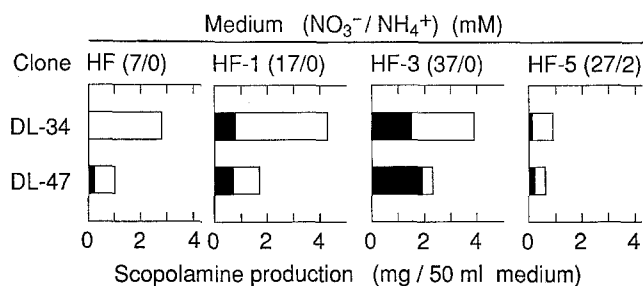 Medium (NO₃⁻/ NH₄⁺) (mM)
Clone HF (7/0) HF-1 (17/0) HF-3 (37/0) HF-5 (27/2)
DL-34
DL-47
0 2 4 0 2 4 0 2 4 0 2 4
Scopolamine production (mg / 50 ml medium)